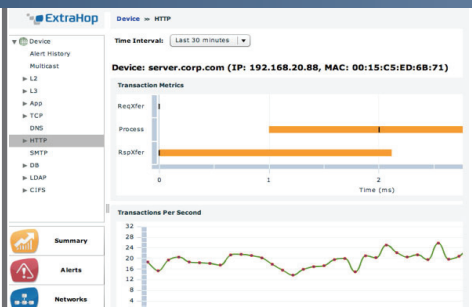 ExtraHop
Device >> HTTP
Device
Alert History
Multicast
L2
L3
App
TCP
DNS
HTTP
SMTP
DB
LDAP
CIFS
Summary
Alerts
Networks
Time Interval: Last 30 minutes
Device: server.corp.com (IP: 192.168.20.88, MAC: 00:15:C5:ED:6B:71)
Transaction Metrics
ReqXfer
Process
RspXfer
0 1 2
Time (ms)
Transactions Per Second
32
28
24
20
16
12
8
4